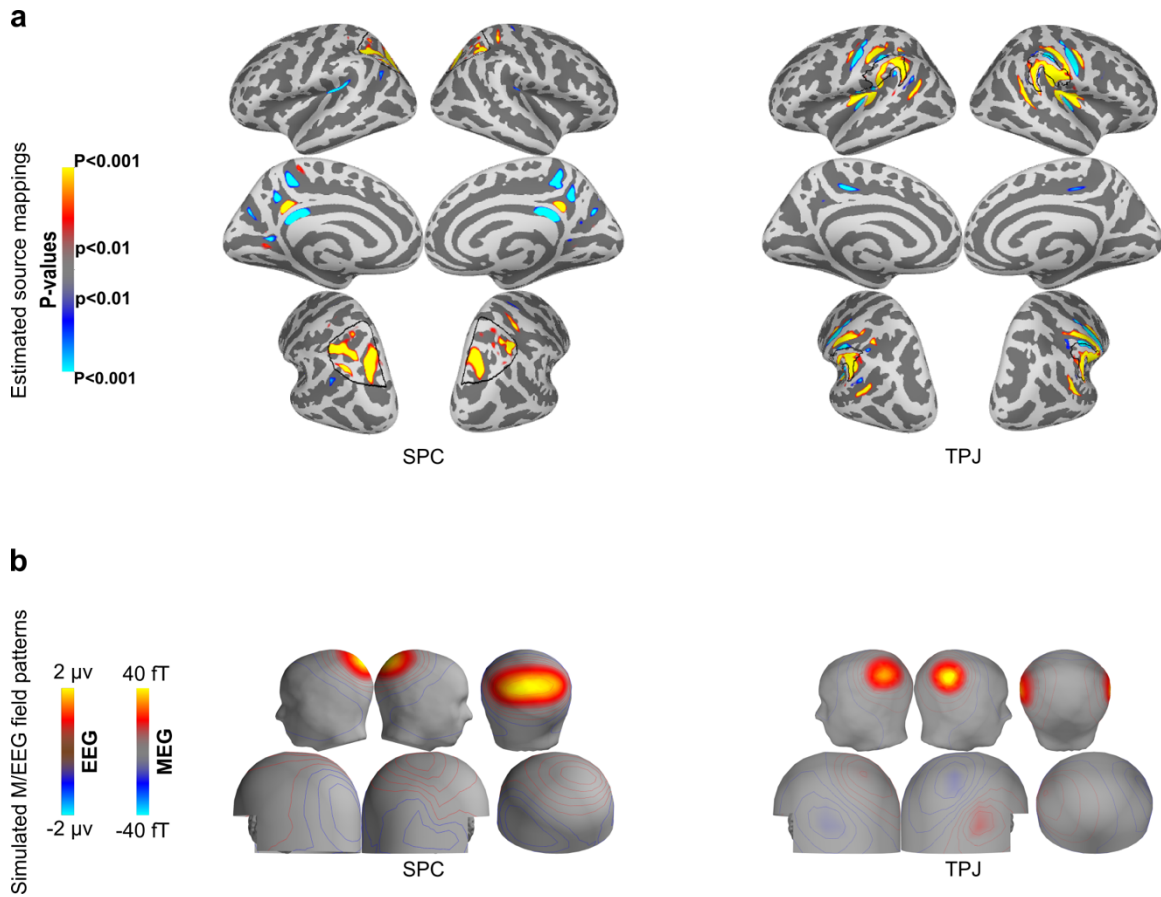 a
Estimated source mappings
P-values
P<0.001
p<0.01
p<0.01
P<0.001
SPC
TPJ
b
Simulated M/EEG field patterns
2 μv
40 fT
EEG
MEG
-2 μv
-40 fT
SPC
TPJ